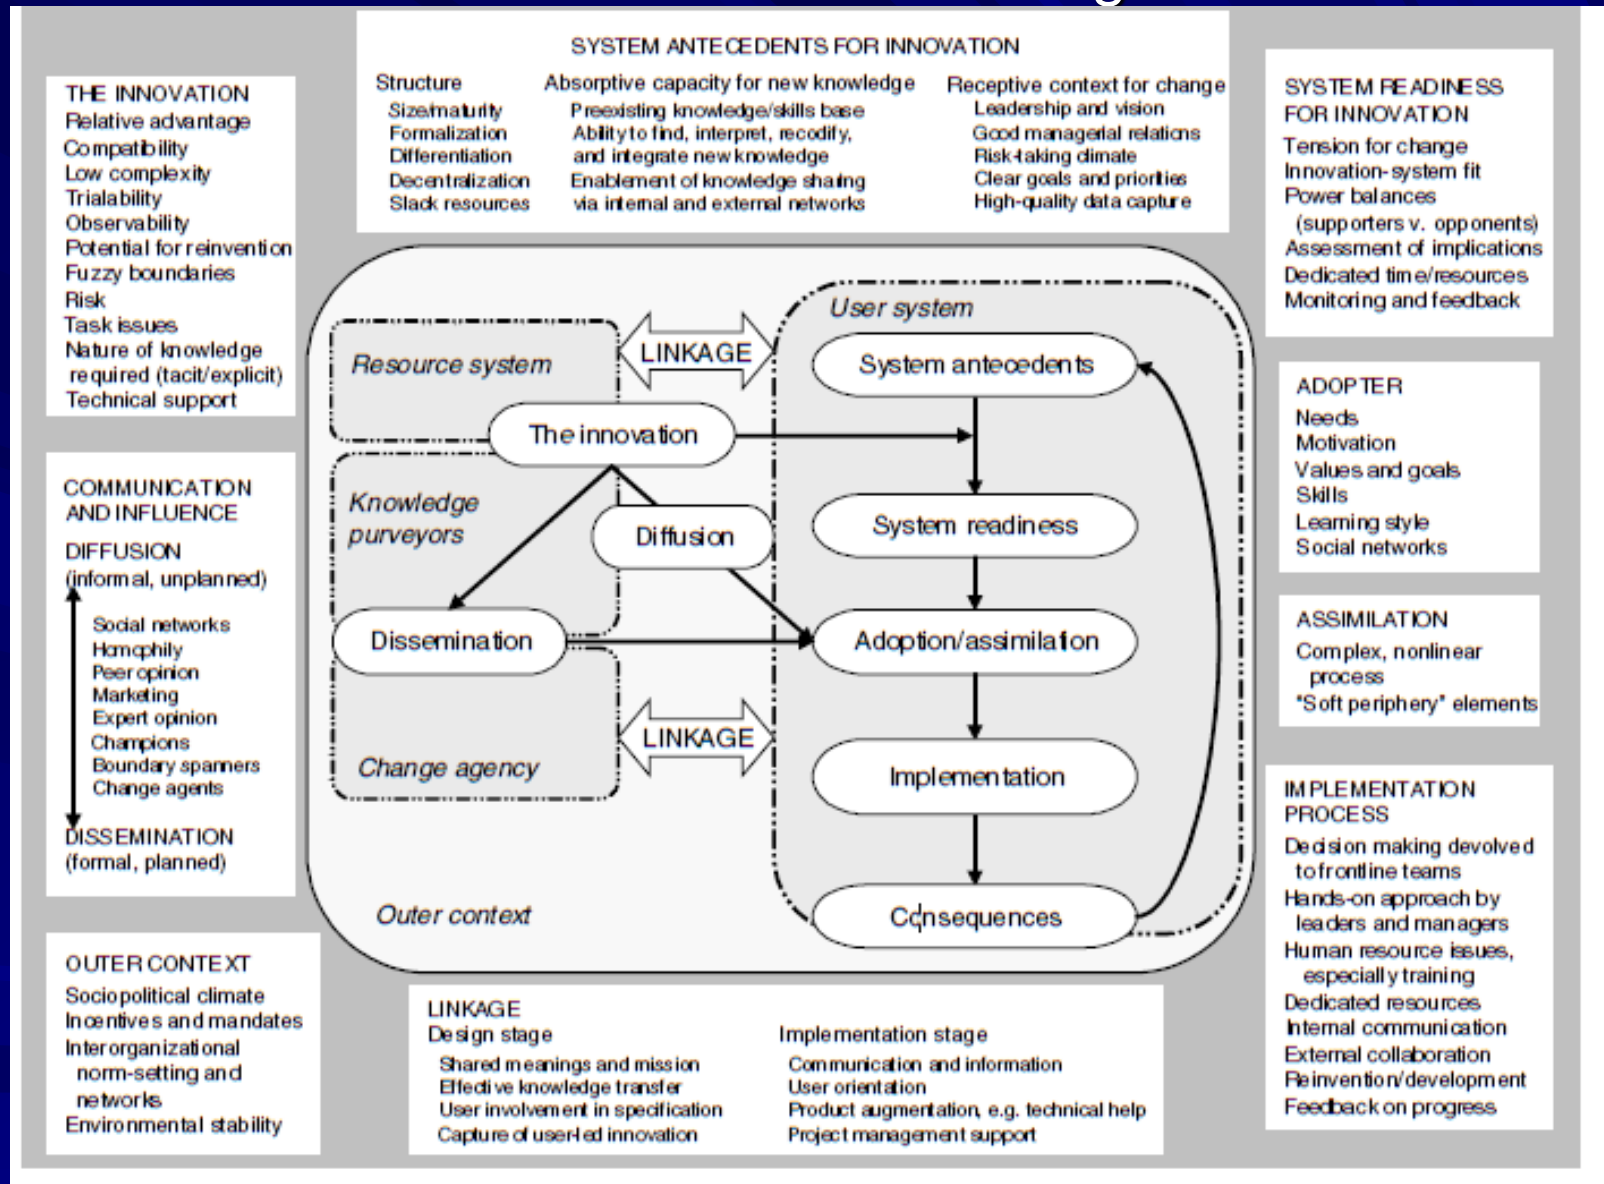 SYSTEM ANTECEDENTS FOR INNOVATION
Structure
Size/maturity
Formalization
Differentiation
Decentralization
Slack resources
Absorptive capacity for new knowledge
Preexisting knowledge/skills base
Ability to find, interpret, recodify,
and integrate new knowledge
Enablement of knowledge sharing
via internal and external networks
Receptive context for change
Leadership and vision
Good managerial relations
Risk-taking climate
Clear goals and priorities
High-quality data capture
THE INNOVATION
Relative advantage
Compatibility
Low complexity
Trialability
Observability
Potential for reinvention
Fuzzy boundaries
Risk
Task issues
Nature of knowledge
required (tacit/explicit)
Technical support
COMMUNICATION
AND INFLUENCE
DIFFUSION
(informal, unplanned)
Social networks
Homophily
Peer opinion
Marketing
Expert opinion
Champions
Boundary spanners
Change agents
DISSEMINATION
(formal, planned)
OUTER CONTEXT
Sociopolitical climate
Incentives and mandates
Interorganizational
norm-setting and
networks
Environmental stability
Resource system
Knowledge
purveyors
Change agency
Outer context
LINKAGE
The innovation
Diffusion
Dissemination
LINKAGE
User system
System antecedents
System readiness
Adoption/assimilation
Implementation
Consequences
LINKAGE
Design stage
Shared meanings and mission
Effective knowledge transfer
User involvement in specification
Capture of user-led innovation
Implementation stage
Communication and information
User orientation
Product augmentation, e.g. technical help
Project management support
SYSTEM READINESS
FOR INNOVATION
Tension for change
Innovation-system fit
Power balances
(supporters v. opponents)
Assessment of implications
Dedicated time/resources
Monitoring and feedback
ADOPTER
Needs
Motivation
Values and goals
Skills
Learning style
Social networks
ASSIMILATION
Complex, nonlinear
process
"Soft periphery" elements
IMPLEMENTATION
PROCESS
Decision making devolved
to frontline teams
Hands-on approach by
leaders and managers
Human resource issues,
especially training
Dedicated resources
Internal communication
External collaboration
Reinvention/development
Feedback on progress